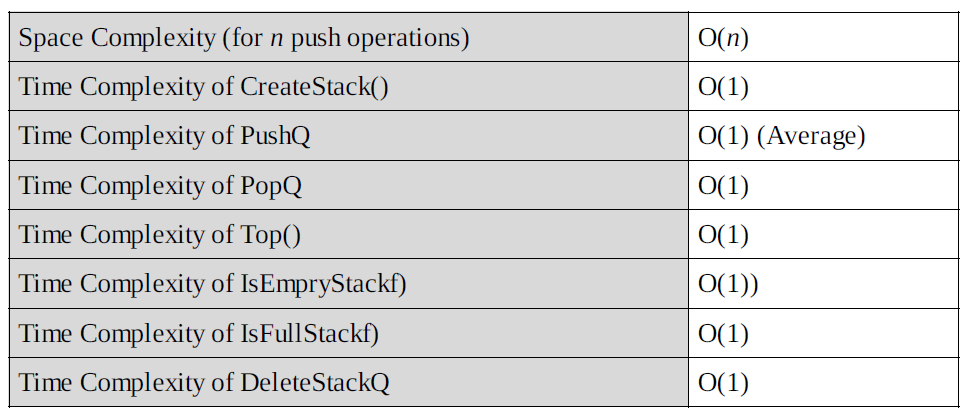 Space Complexity (for n push operations) O(n)
Time Complexity of CreateStack() O(1)
Time Complexity of PushQ O(1) (Average)
Time Complexity of PopQ O(1)
Time Complexity of Top() O(1)
Time Complexity of IsEmpryStackf) O(1))
Time Complexity of IsFullStackf) O(1)
Time Complexity of DeleteStackQ O(1)